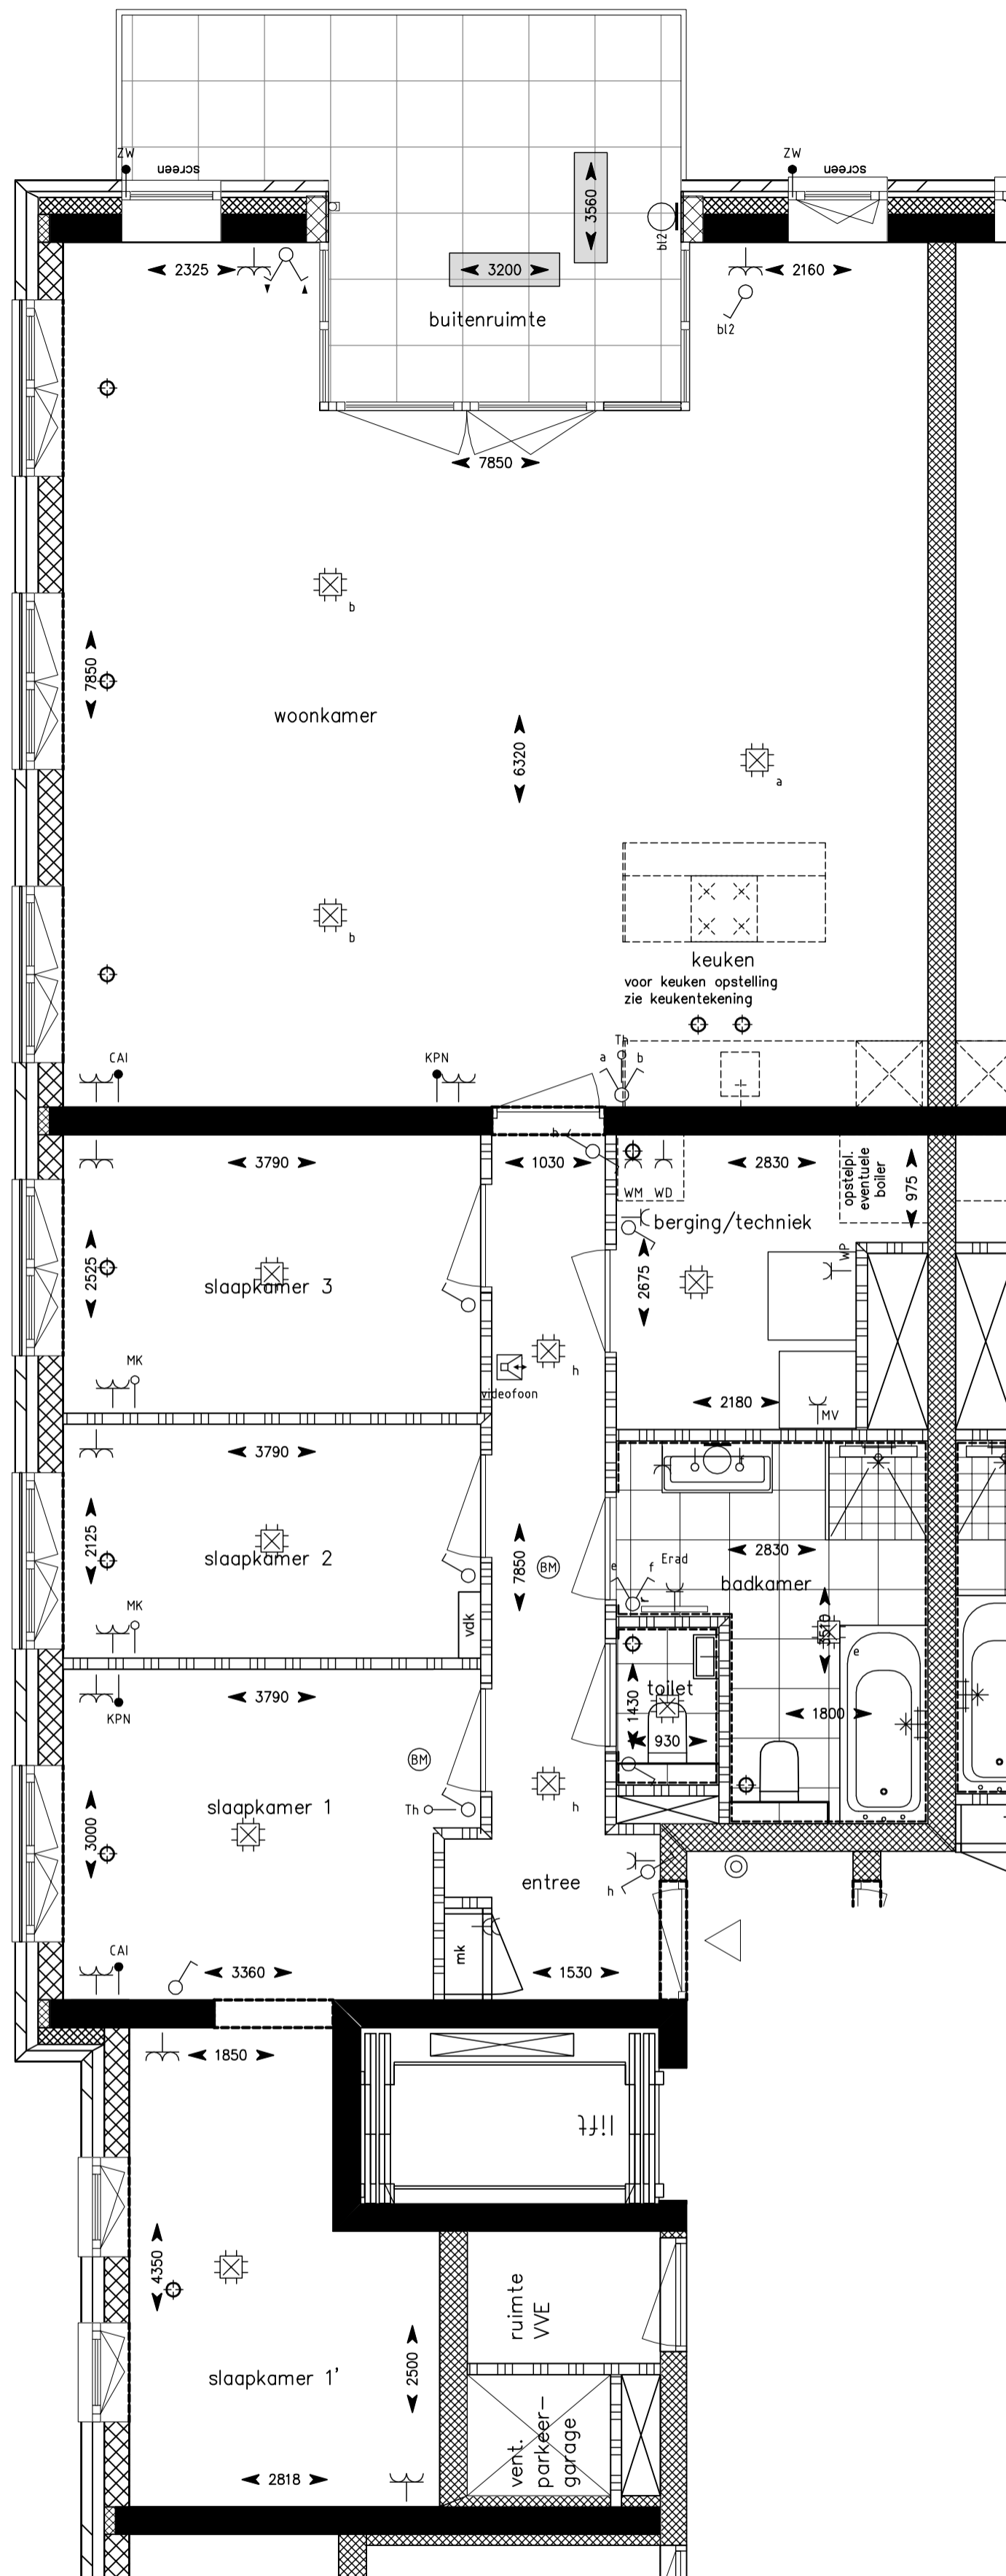 ZW
screen
ZW
screen
3560
bl2
2325
3200
2160
buitenruimte
bl2
7850
b
7850
woonkamer
6320
a
b
keuken
voor keuken opstelling
zie keukentekening
Th
a
b
CAI
KPN
h
3790
1030
2830
opstelpl.
eventuele
boiler
975
WM
WD
berging/techniek
WP
2525
2675
slaapkamer 3
h
MK
videofoon
2180
MV
3790
f
2125
slaapkamer 2
7850
BM
2830
e
f
Erad
badkamer
MK
vdk
3510
e
r
KPN
3790
1430
toilet
1800
930
BM
slaapkamer 1
Th
h
3000
entree
h
CAI
mk
3360
1530
1850
lift
4350
ruimte
VVE
slaapkamer 1'
2500
vent.
parkeer-
garage
2818